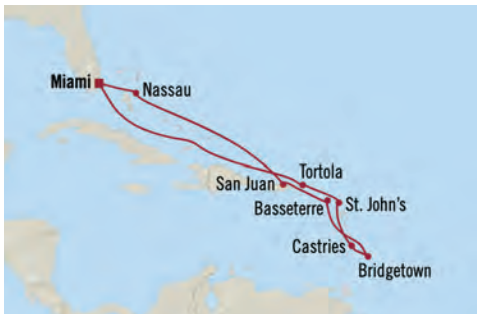 Miami
Nassau
Tortola
San Juan
St. John's
Basseterre
Castries
Bridgetown